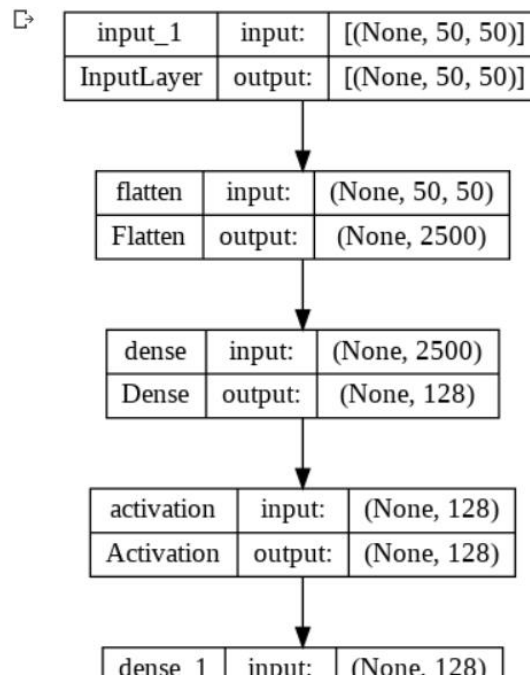 input_1 input: [(None, 50, 50)]
InputLayer output: [(None, 50, 50)]
flatten input: (None, 50, 50)
Flatten output: (None, 2500)
dense input: (None, 2500)
Dense output: (None, 128)
activation input: (None, 128)
Activation output: (None, 128)
dense_1 input: (None, 128)